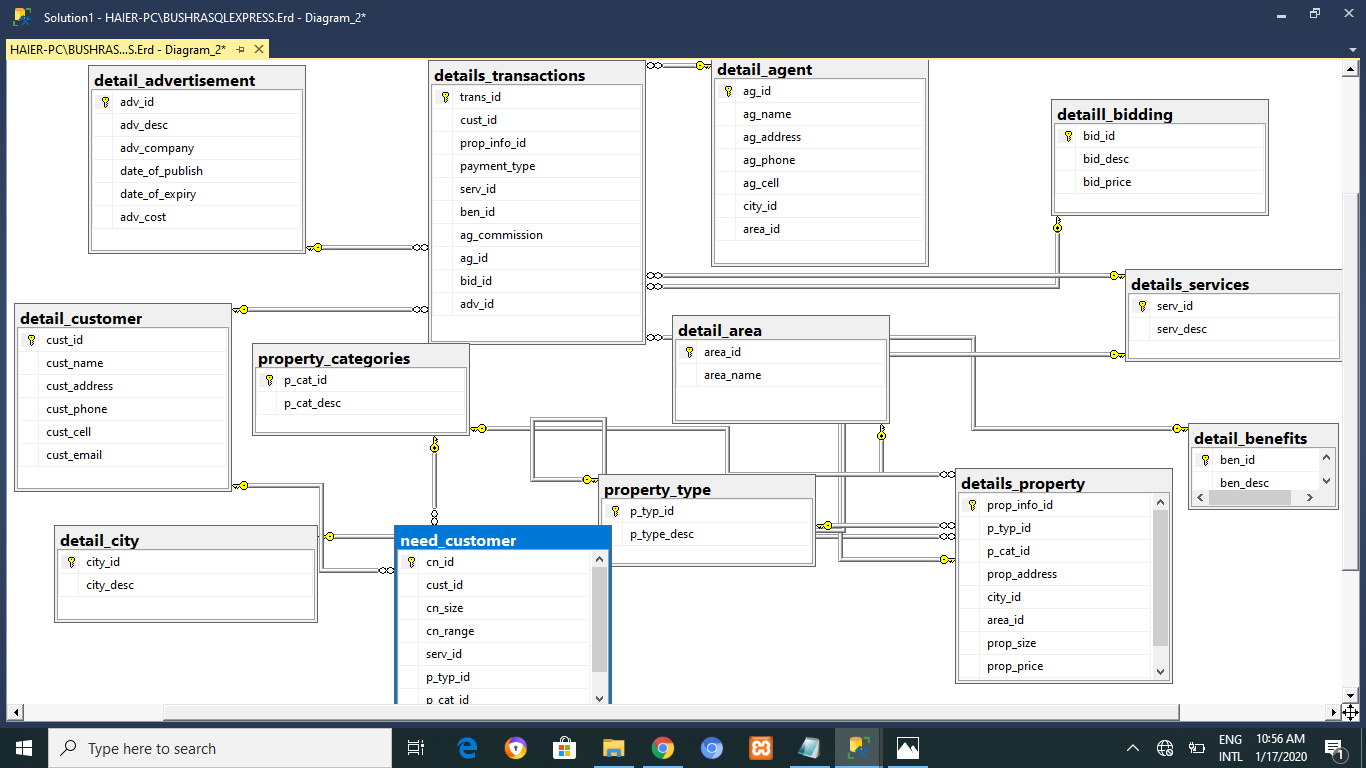 Solution1 - HAIER-PC\BUSHRASQLEXPRESS.Erd - Diagram_2*
HAIER-PC\BUSHRAS...S.Erd - Diagram_2*
detail_advertisement
adv_id
adv_desc
adv_company
date_of_publish
date_of_expiry
adv_cost
details_transactions
trans_id
cust_id
prop_info_id
payment_type
serv_id
ben_id
ag_commission
ag_id
bid_id
adv_id
detail_agent
ag_id
ag_name
ag_address
ag_phone
ag_cell
city_id
area_id
detaill_bidding
bid_id
bid_desc
bid_price
details_services
serv_id
serv_desc
detail_customer
cust_id
cust_name
cust_address
cust_phone
cust_cell
cust_email
property_categories
p_cat_id
p_cat_desc
detail_area
area_id
area_name
detail_benefits
ben_id
ben_desc
detail_city
city_id
city_desc
need_customer
cn_id
cust_id
cn_size
cn_range
serv_id
p_typ_id
p_cat_id
property_type
p_typ_id
p_type_desc
details_property
prop_info_id
p_typ_id
p_cat_id
prop_address
city_id
area_id
prop_size
prop_price
Type here to search
ENG
INTL
10:56 AM
1/17/2020
1